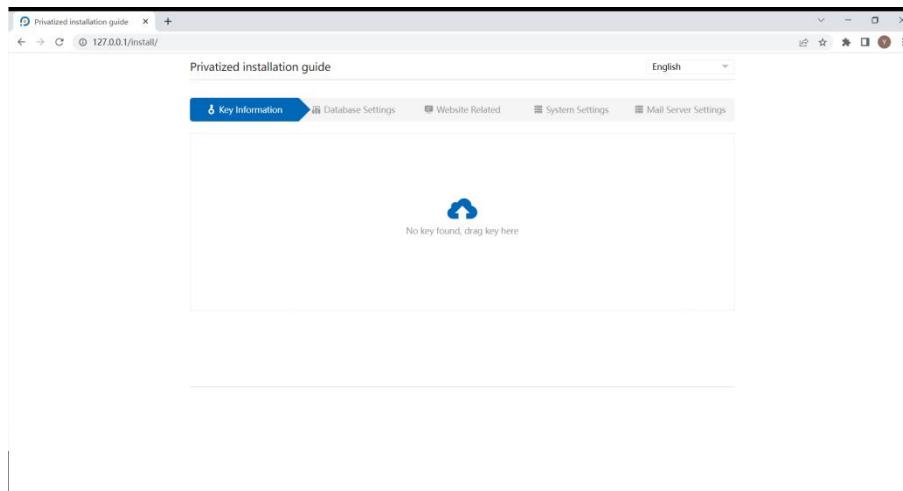 Privatized installation guide
127.0.0.1/install/
Y
Privatized installation guide
English
Key Information
Database Settings
Website Related
System Settings
Mail Server Settings
No key found, drag key here